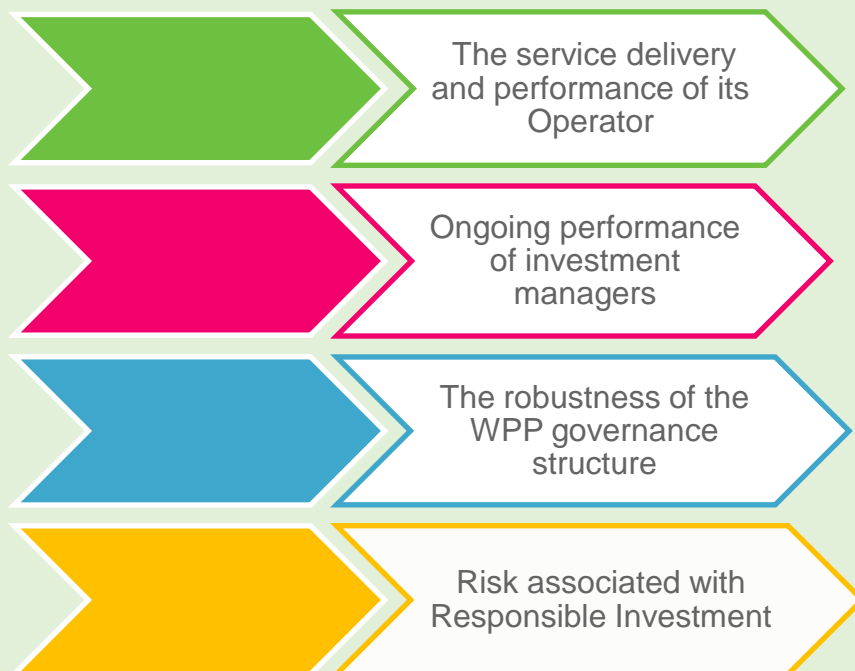 The service delivery
and performance of its
Operator
Ongoing performance
of investment
managers
The robustness of the
WPP governance
structure
Risk associated with
Responsible Investment